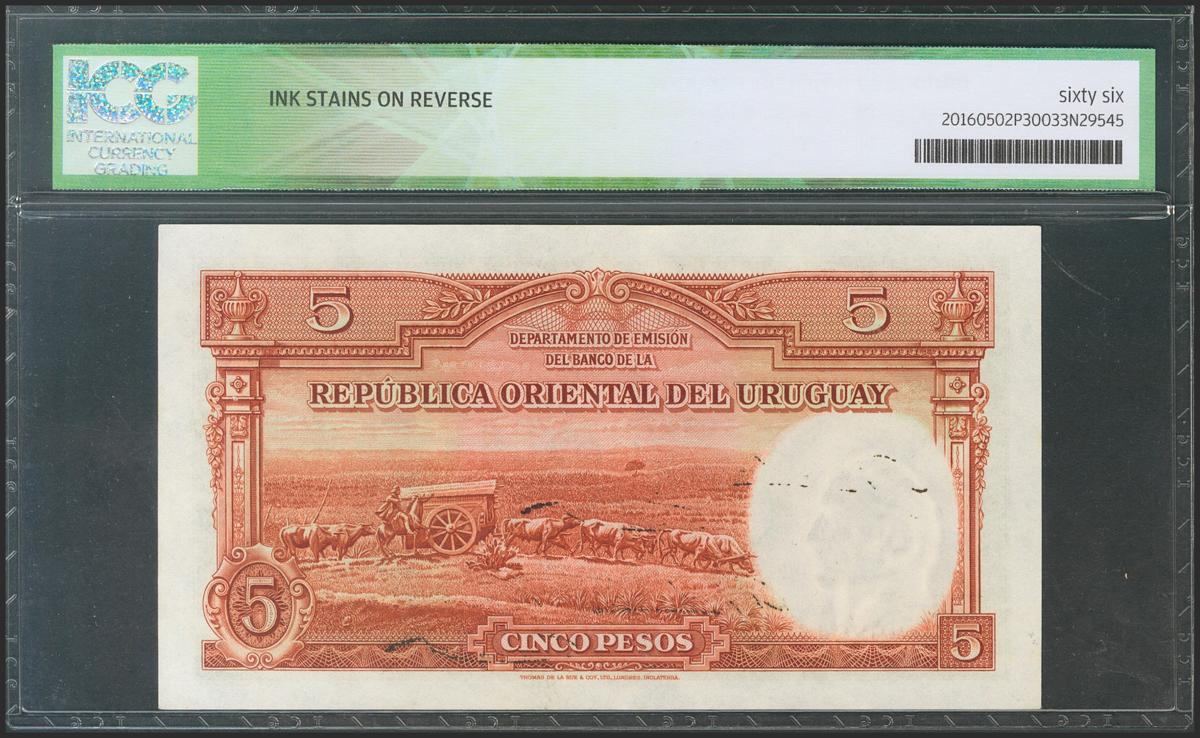 ICG
INTERNATIONAL
CURRENCY
GRADING
INK STAINS ON REVERSE
sixty six
20160502P30033N29545
5
5
DEPARTAMENTO DE EMISIÓN
DEL BANCO DE LA
REPÚBLICA ORIENTAL DEL URUGUAY
5
CINCO PESOS
5
THOMAS DE LA RUE & COY, LTD., LONDRES, INGLATERRA.